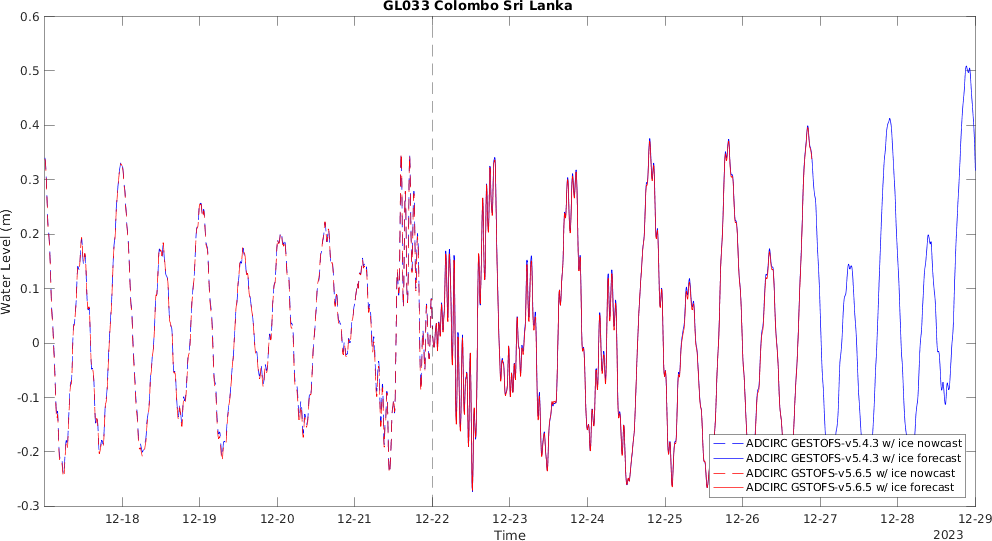 GL033 Colombo Sri Lanka
Water Level (m)
0.6
0.5
0.4
0.3
0.2
0.1
0
-0.1
-0.2
-0.3
ADCIRC GESTOFS-v5.4.3 w/ ice nowcast
ADCIRC GESTOFS-v5.4.3 w/ ice forecast
ADCIRC GSTOFS-v5.6.5 w/ ice nowcast
ADCIRC GSTOFS-v5.6.5 w/ ice forecast
12-18 12-19 12-20 12-21 12-22 12-23 12-24 12-25 12-26 12-27 12-28 12-29
Time
2023